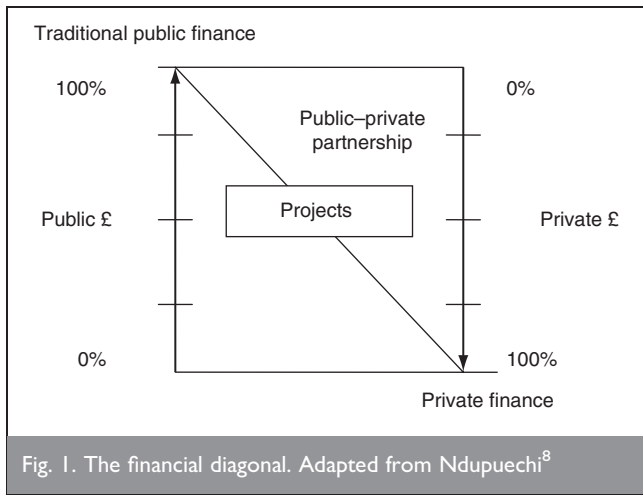 Traditional public finance
100%
0%
Public–private
partnership
Projects
Public £
Private £
0%
100%
Private finance
Fig. 1. The financial diagonal. Adapted from Ndupuechi8